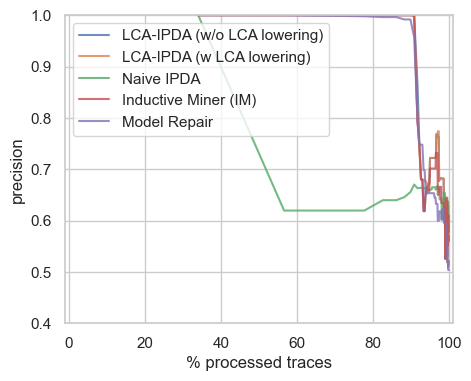 1.0
0.9
0.8
0.7
0.6
0.5
0.4
precision
LCA-IPDA (w/o LCA lowering)
LCA-IPDA (w LCA lowering)
Naive IPDA
Inductive Miner (IM)
Model Repair
0 20 40 60 80 100
% processed traces